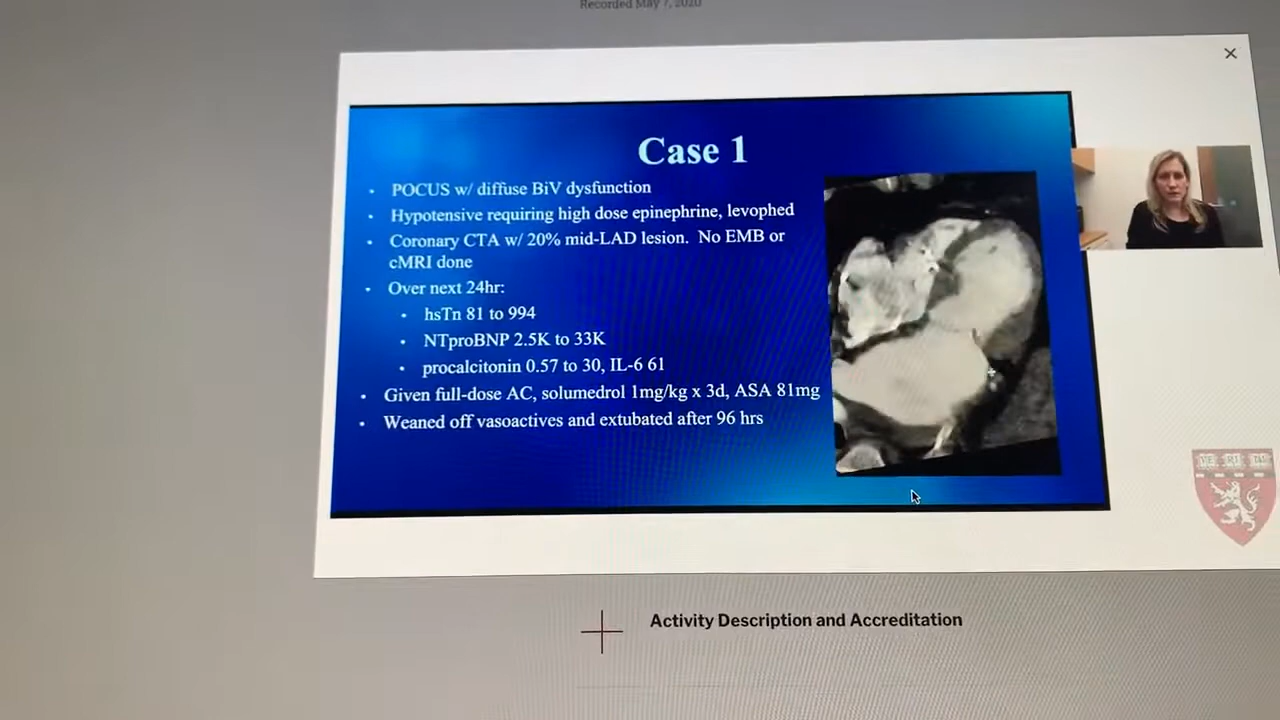 Recorded May 7, 2020
Case 1
• POCUS w/ diffuse BiV dysfunction
• Hypotensive requiring high dose epinephrine, levophed
• Coronary CTA w/ 20% mid-LAD lesion. No EMB or
cMRI done
• Over next 24hr:
• hsTn 81 to 994
• NTproBNP 2.5K to 33K
• procalcitonin 0.57 to 30, IL-6 61
• Given full-dose AC, solumedrol 1mg/kg x 3d, ASA 81mg
• Weaned off vasoactives and extubated after 96 hrs
VE RI TAS
Activity Description and Accreditation